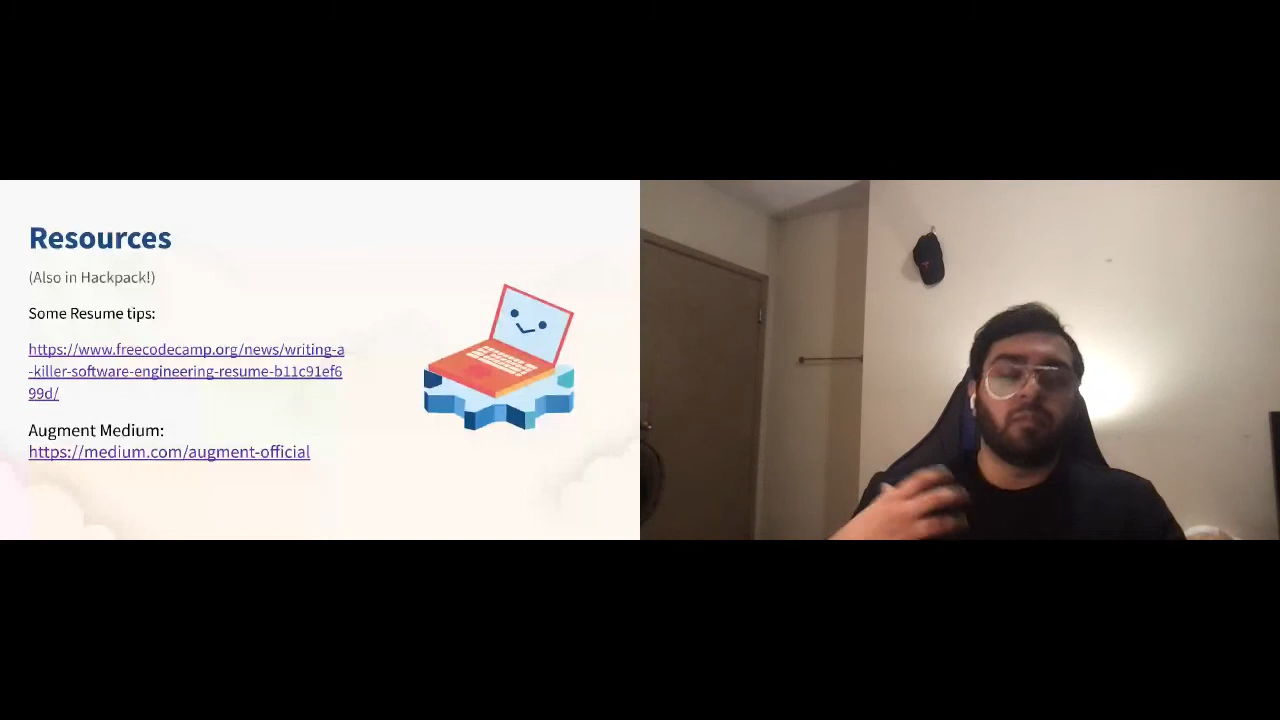 Resources
(Also in Hackpack!)
Some Resume tips:
https://www.freecodecamp.org/news/writing-a
-killer-software-engineering-resume-b11c91ef6
99d/
Augment Medium:
https://medium.com/augment-official